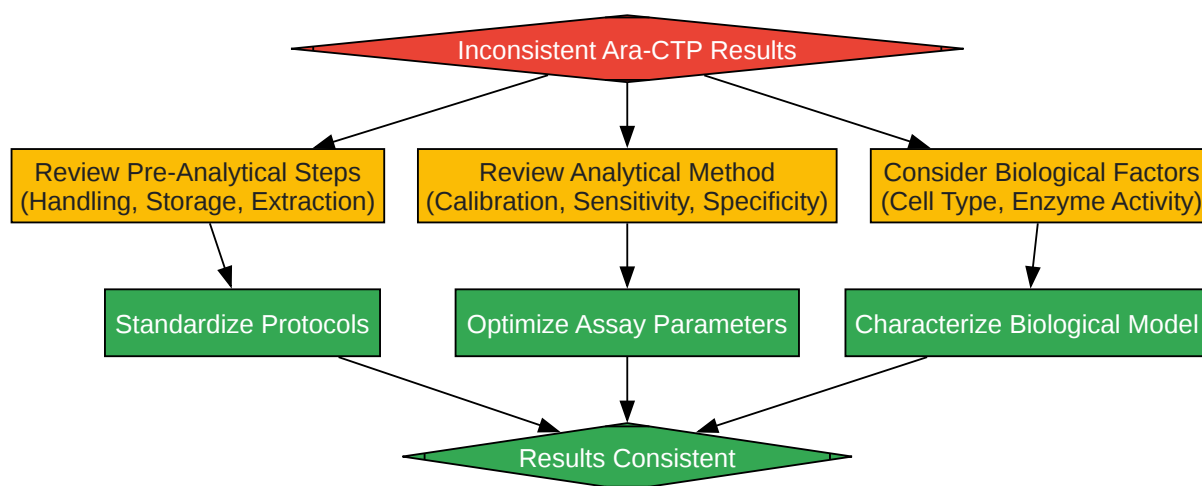 Inconsistent Ara-CTP Results
Review Pre-Analytical Steps
(Handling, Storage, Extraction)
Review Analytical Method
(Calibration, Sensitivity, Specificity)
Consider Biological Factors
(Cell Type, Enzyme Activity)
Standardize Protocols
Optimize Assay Parameters
Characterize Biological Model
Results Consistent